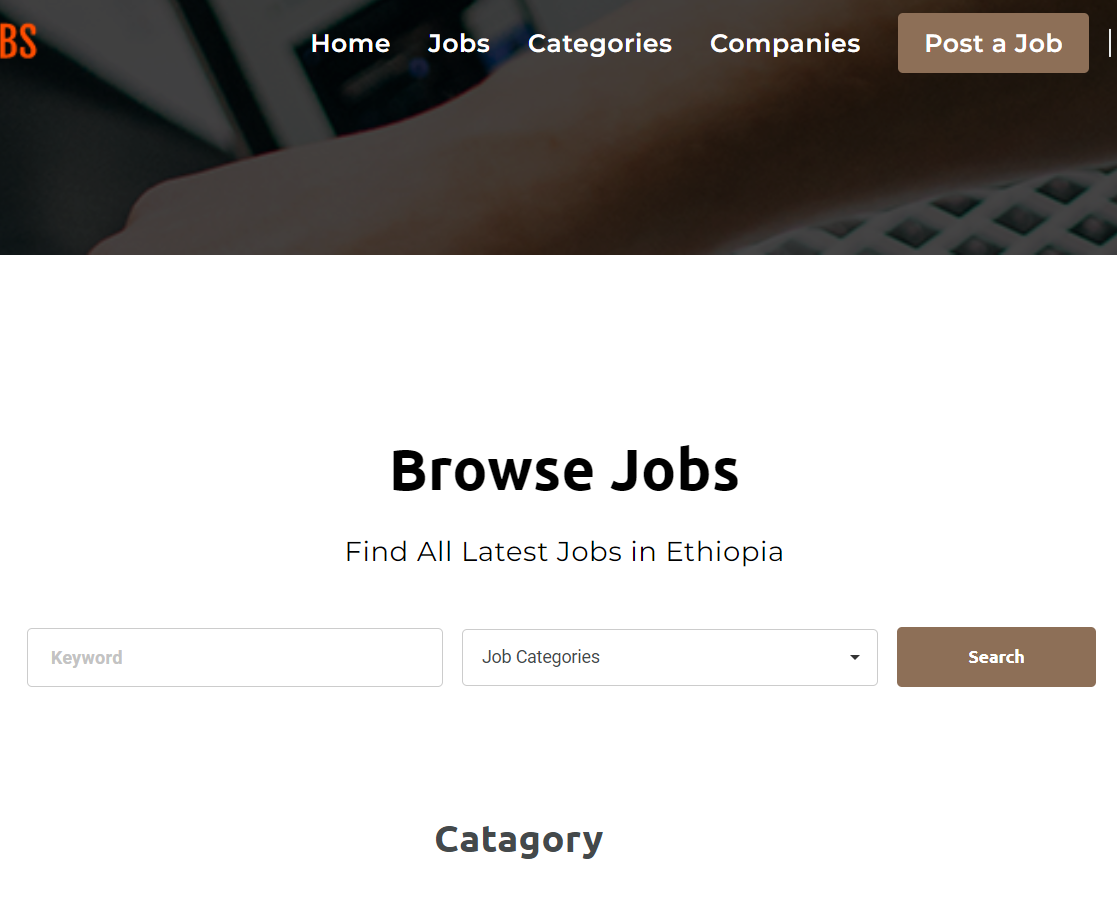 BS
Home Jobs Categories Companies Post a Job
Browse Jobs
Find All Latest Jobs in Ethiopia
Keyword Job Categories Search
Catagory